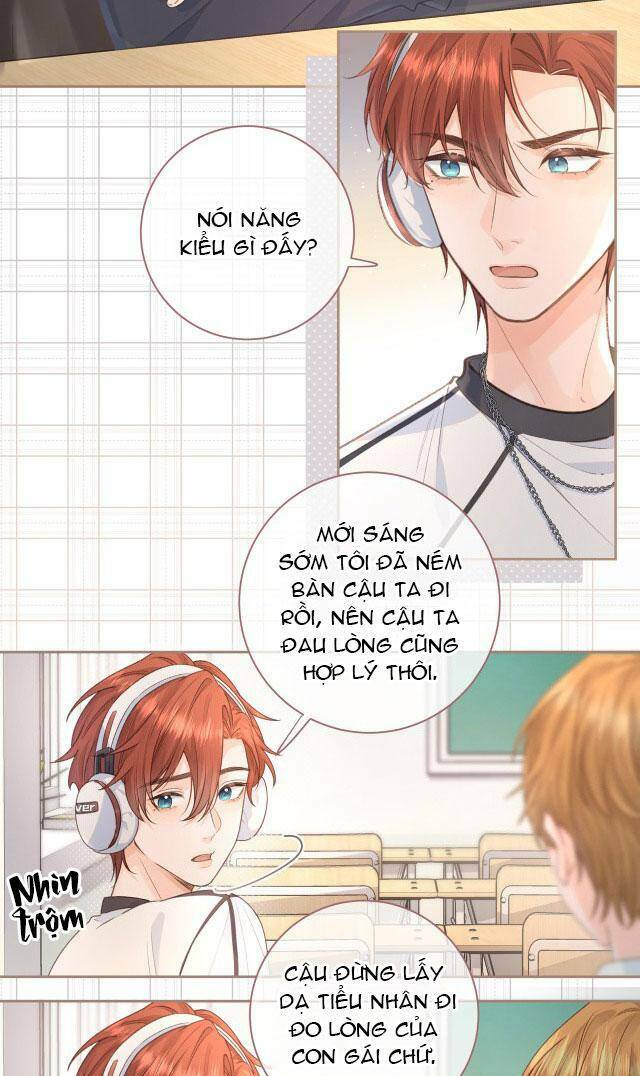 NÓI NĂNG
KIỂU GÌ ĐẤY?
MỚI SÁNG
SỚM TÔI ĐÃ NÉM
BÀN CẬU TA ĐI
RỒI, NÊN CẬU TA
ĐAU LÒNG CŨNG
HỢP LÝ THÔI.
ver
Nhìn
trộm
CẬU ĐỪNG LẤY
DẠ TIỂU NHÂN ĐI
ĐO LÒNG CỦA
CON GÁI CHỨ.